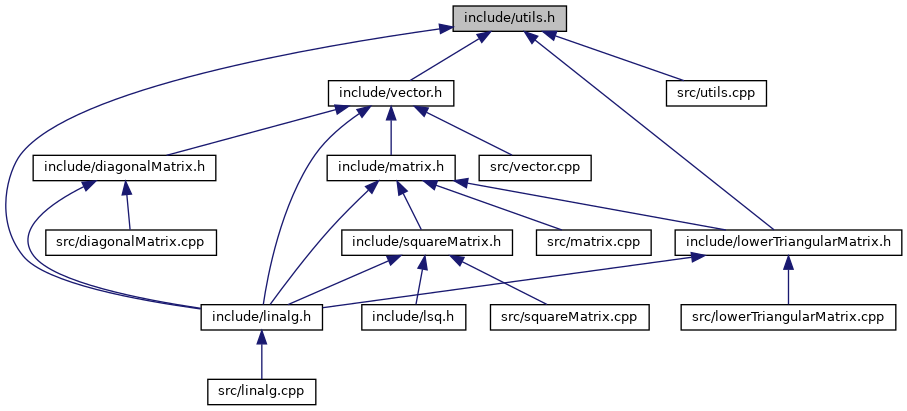 include/utils.h
include/vector.h
src/utils.cpp
include/diagonalMatrix.h
include/matrix.h
src/vector.cpp
src/diagonalMatrix.cpp
include/squareMatrix.h
src/matrix.cpp
include/lowerTriangularMatrix.h
include/linalg.h
include/lsq.h
src/squareMatrix.cpp
src/lowerTriangularMatrix.cpp
src/linalg.cpp